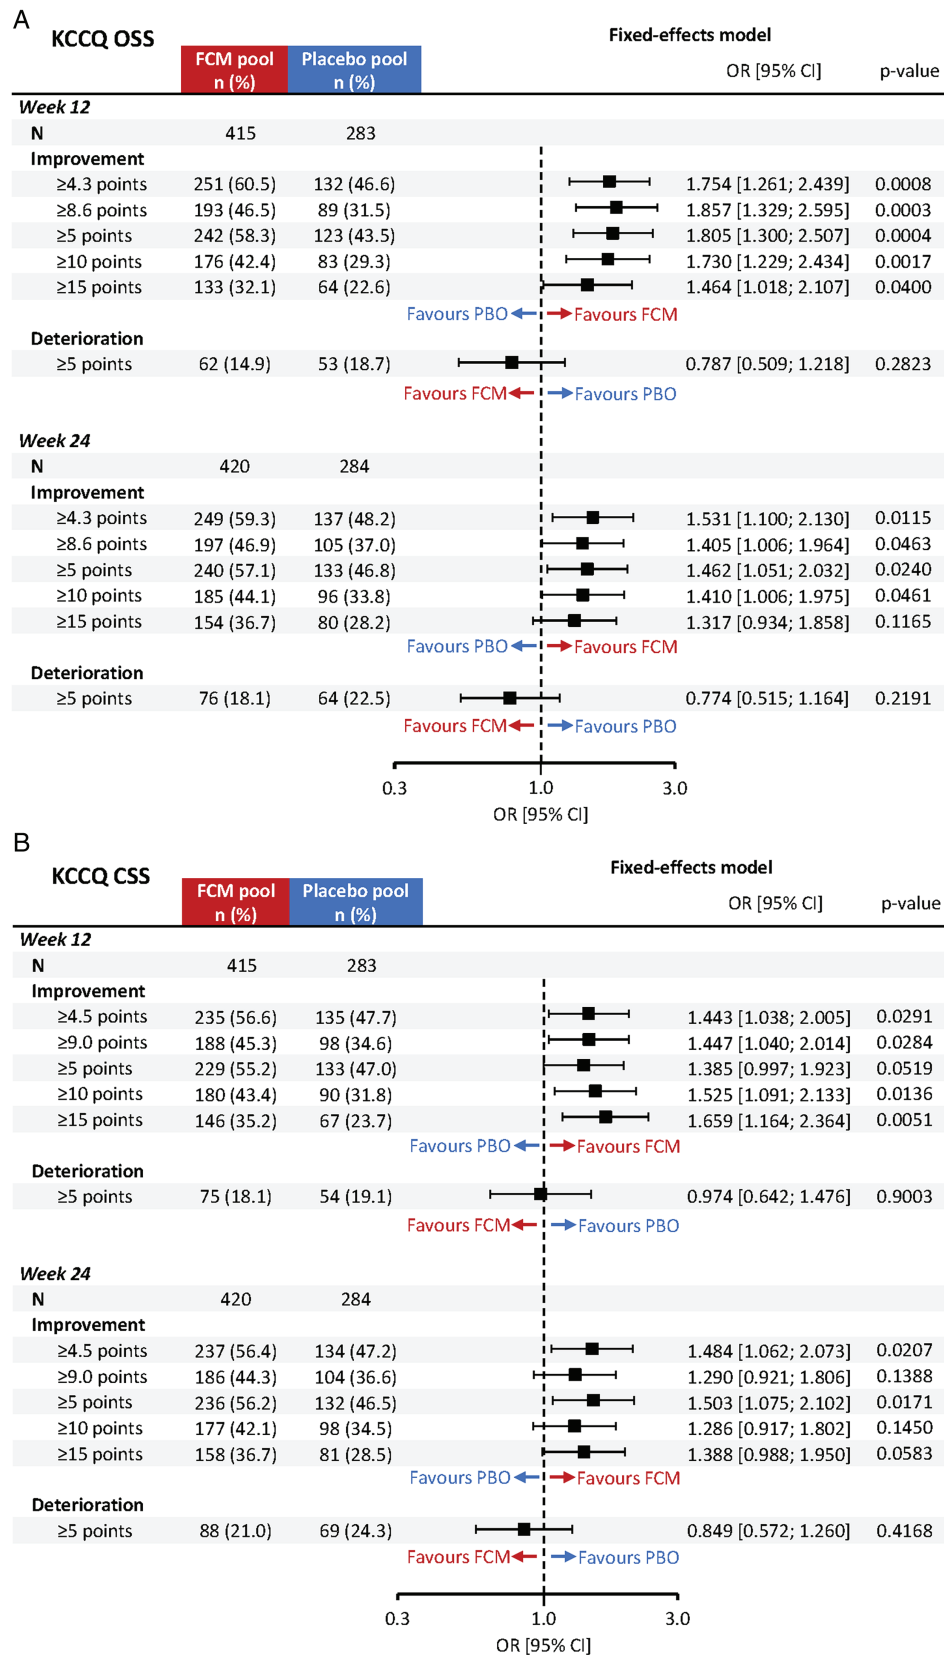 A
KCCQ OSS
Fixed-effects model
FCM pool n (%) Placebo pool n (%) OR [95% CI] p-value
Week 12
N 415 283
Improvement
≥4.3 points 251 (60.5) 132 (46.6) 1.754 [1.261; 2.439] 0.0008
≥8.6 points 193 (46.5) 89 (31.5) 1.857 [1.329; 2.595] 0.0003
≥5 points 242 (58.3) 123 (43.5) 1.805 [1.300; 2.507] 0.0004
≥10 points 176 (42.4) 83 (29.3) 1.730 [1.229; 2.434] 0.0017
≥15 points 133 (32.1) 64 (22.6) 1.464 [1.018; 2.107] 0.0400
Favours PBO Favours FCM
Deterioration
≥5 points 62 (14.9) 53 (18.7) 0.787 [0.509; 1.218] 0.2823
Favours FCM Favours PBO
Week 24
N 420 284
Improvement
≥4.3 points 249 (59.3) 137 (48.2) 1.531 [1.100; 2.130] 0.0115
≥8.6 points 197 (46.9) 105 (37.0) 1.405 [1.006; 1.964] 0.0463
≥5 points 240 (57.1) 133 (46.8) 1.462 [1.051; 2.032] 0.0240
≥10 points 185 (44.1) 96 (33.8) 1.410 [1.006; 1.975] 0.0461
≥15 points 154 (36.7) 80 (28.2) 1.317 [0.934; 1.858] 0.1165
Favours PBO Favours FCM
Deterioration
≥5 points 76 (18.1) 64 (22.5) 0.774 [0.515; 1.164] 0.2191
Favours FCM Favours PBO
0.3 1.0 3.0
OR [95% CI]
B
KCCQ CSS
Fixed-effects model
FCM pool n (%) Placebo pool n (%) OR [95% CI] p-value
Week 12
N 415 283
Improvement
≥4.5 points 235 (56.6) 135 (47.7) 1.443 [1.038; 2.005] 0.0291
≥9.0 points 188 (45.3) 98 (34.6) 1.447 [1.040; 2.014] 0.0284
≥5 points 229 (55.2) 133 (47.0) 1.385 [0.997; 1.923] 0.0519
≥10 points 180 (43.4) 90 (31.8) 1.525 [1.091; 2.133] 0.0136
≥15 points 146 (35.2) 67 (23.7) 1.659 [1.164; 2.364] 0.0051
Favours PBO Favours FCM
Deterioration
≥5 points 75 (18.1) 54 (19.1) 0.974 [0.642; 1.476] 0.9003
Favours FCM Favours PBO
Week 24
N 420 284
Improvement
≥4.5 points 237 (56.4) 134 (47.2) 1.484 [1.062; 2.073] 0.0207
≥9.0 points 186 (44.3) 104 (36.6) 1.290 [0.921; 1.806] 0.1388
≥5 points 236 (56.2) 132 (46.5) 1.503 [1.075; 2.102] 0.0171
≥10 points 177 (42.1) 98 (34.5) 1.286 [0.917; 1.802] 0.1450
≥15 points 158 (36.7) 81 (28.5) 1.388 [0.988; 1.950] 0.0583
Favours PBO Favours FCM
Deterioration
≥5 points 88 (21.0) 69 (24.3) 0.849 [0.572; 1.260] 0.4168
Favours FCM Favours PBO
0.3 1.0 3.0
OR [95% CI]